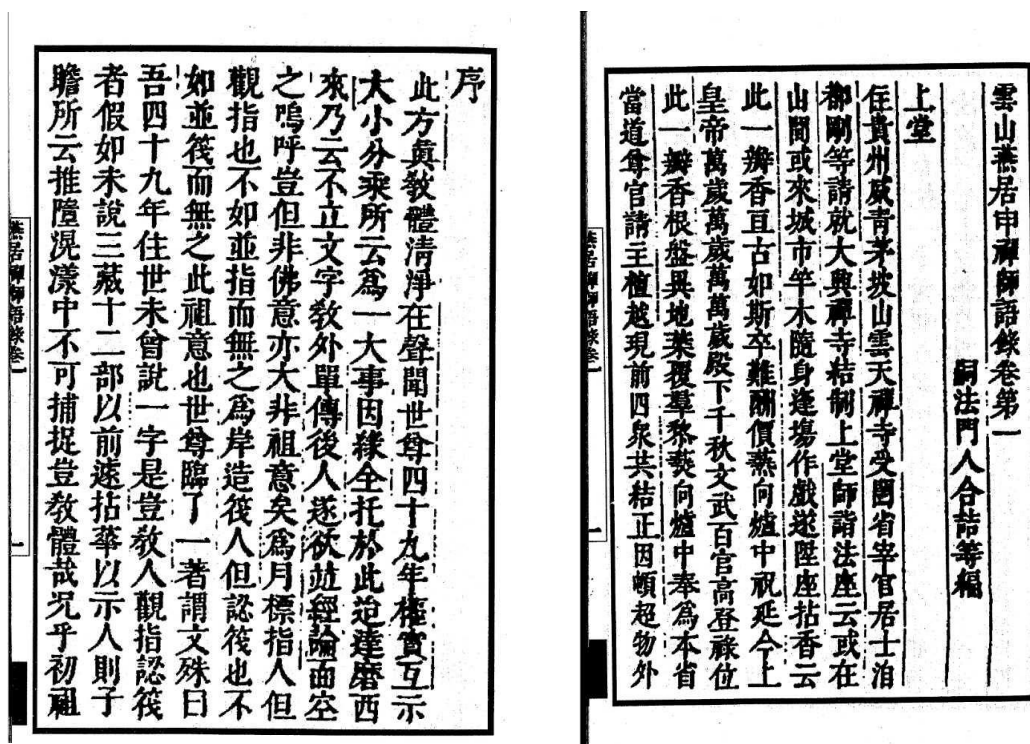 序
此方眞教體清淨在聲聞世尊四十九年權實互示
大小分乘所云爲一大事因緣全托於此迨達磨西
來乃云不立文字教外單傳後人遂欲並經論而空
之嗚呼豈但非佛意亦大非祖意矣爲月標指人但
觀指也不如並指而無之爲岸造筏人但認筏也不
如並筏而無之此祖意也世尊臨了一著謂文殊曰
吾四十九年住世未曾說一字是豈教人觀指認筏
者假如未說三藏十二部以前速拈華以示人則子
瞻所云推墮滉漾中不可捕捉豈教體哉況乎初祖
燕居禪師語錄卷一
一
雲山燕居申禪師語錄卷第一
嗣法門人合誥等編
上堂
住貴州威青茅坡山雲天禪寺受闔省宰官居士洎
都剛等請就大興禪寺結制上堂師詣法座云或在
山間或來城市竿木隨身逢場作戲遂陞座拈香云
此一瓣香亘古如斯卒難酬價爇向爐中祝延今上
皇帝萬歲萬歲萬萬歲殿下千秋文武百官高登祿位
此一瓣香根盤異地葉覆羣黎爇向爐中奉爲本省
當道尊官請主檀越現前四衆共結正因頓超物外
燕居禪師語錄卷一
一